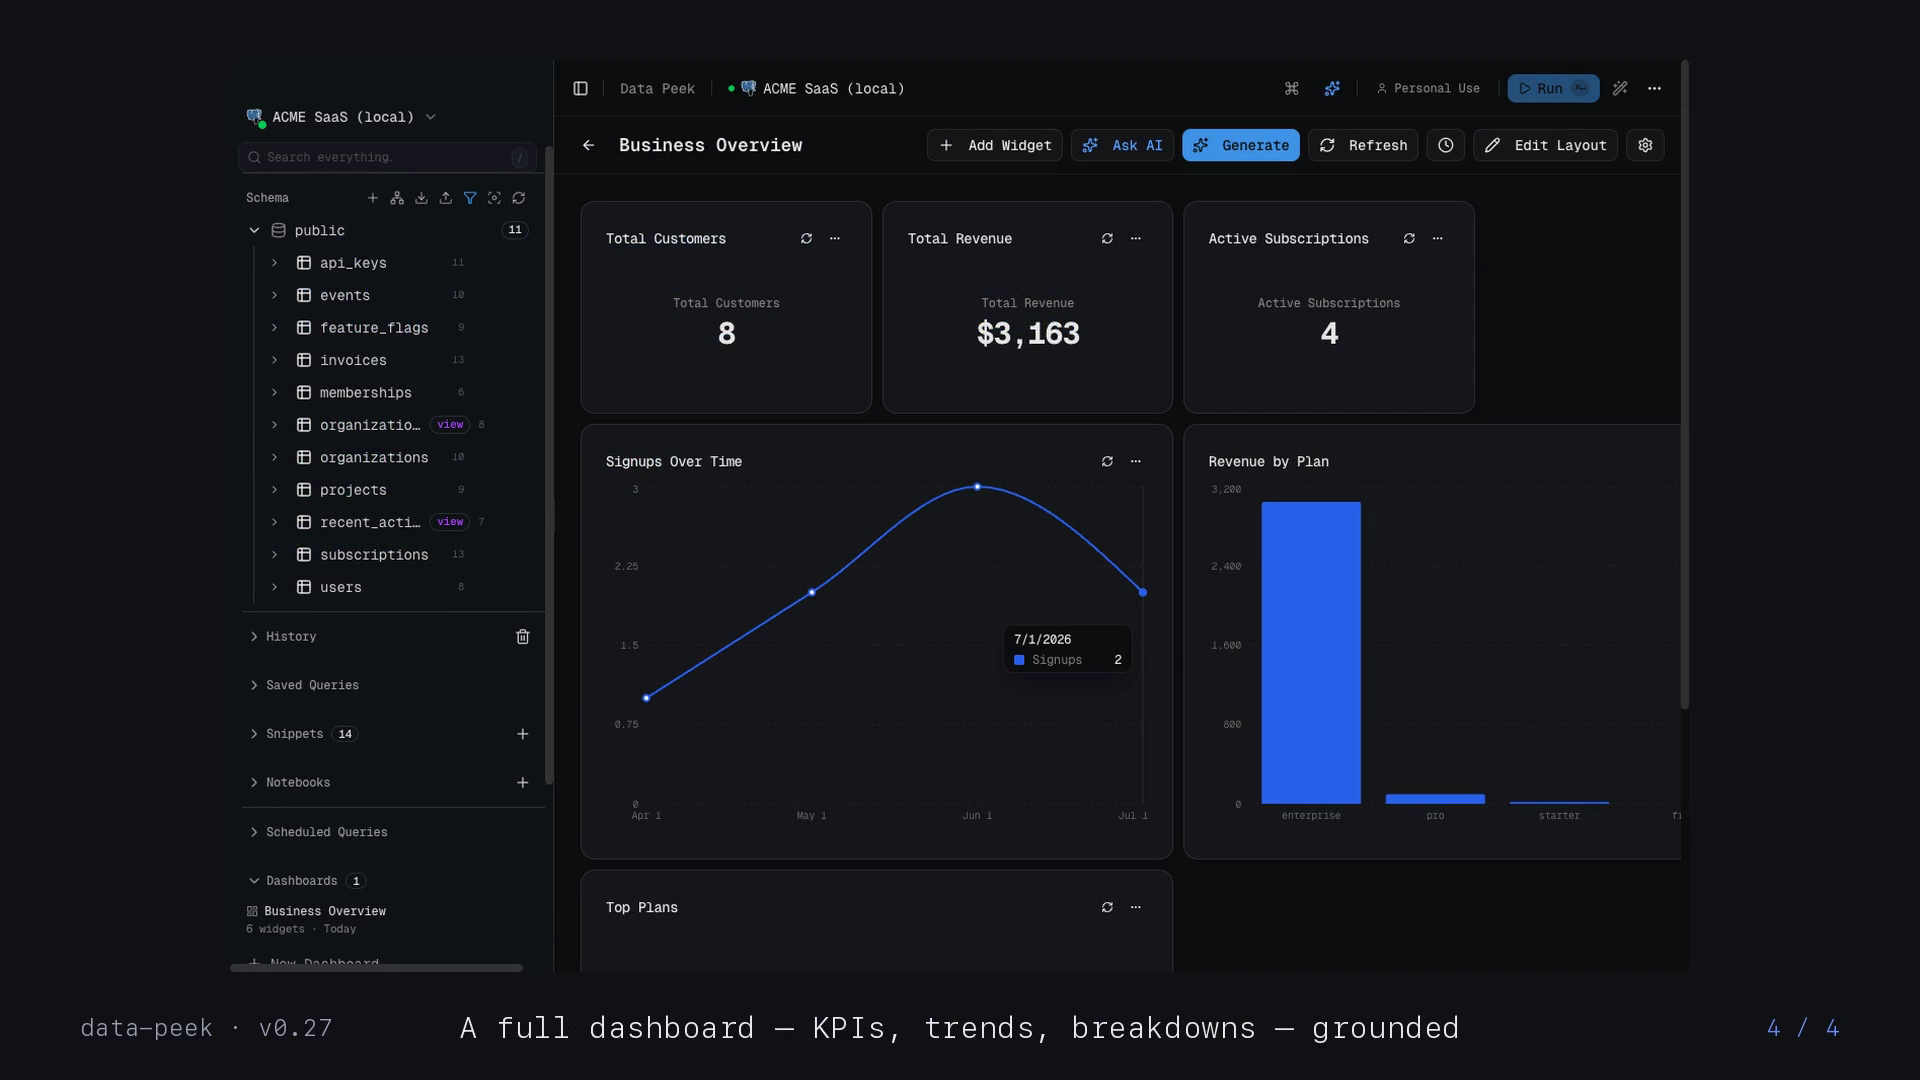 ACME SaaS (local)
Search everything. /
Schema
public 11
api_keys 11
events 10
feature_flags 9
invoices 13
memberships 6
organizatio… view 8
organizations 10
projects 9
recent_acti… view 7
subscriptions 13
users 8
History
Saved Queries
Snippets 14
Notebooks
Scheduled Queries
Dashboards 1
Business Overview
6 widgets · Today
New Dashboard
Data Peek ACME SaaS (local) Personal Use Run
Business Overview Add Widget Ask AI Generate Refresh Edit Layout
Total Customers
Total Customers
8
Total Revenue
Total Revenue
$3,163
Active Subscriptions
Active Subscriptions
4
Signups Over Time
3
2.25
1.5
0.75
0
Apr 1 May 1 Jun 1 Jul 1
7/1/2026
Signups 2
Revenue by Plan
3,200
2,400
1,600
800
0
enterprise pro starter
Top Plans
data-peek · v0.27
A full dashboard — KPIs, trends, breakdowns — grounded
4 / 4